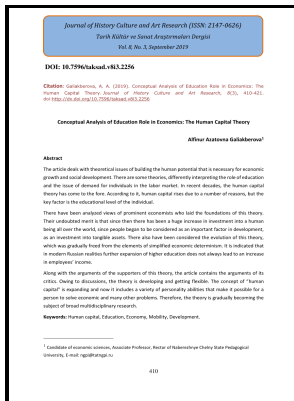 Journal of History Culture and Art Research (ISSN: 2147-0626)
Tarih Kültür ve Sanat Araştırmaları Dergisi
Vol. 8, No. 3, September 2019
DOI: 10.7596/taksad.v8i3.2256
Citation: Galiakberova, A. A. (2019). Conceptual Analysis of Education Role in Economics: The
Human Capital Theory. Journal of History Culture and Art Research, 8(3), 410-421.
doi:http://dx.doi.org/10.7596/taksad.v8i3.2256
Conceptual Analysis of Education Role in Economics: The Human Capital Theory
Alfinur Azatovna Galiakberova¹
Abstract
The article deals with theoretical issues of building the human potential that is necessary for economic
growth and social development. There are some theories, differently interpreting the role of education
and the issue of demand for individuals in the labor market. In recent decades, the human capital
theory has come to the fore. According to it, human capital rises due to a number of reasons, but the
key factor is the educational level of the individual.
There have been analyzed views of prominent economists who laid the foundations of this theory.
Their undoubted merit is that since then there has been a huge increase in investment into a human
being all over the world, since people began to be considered as an important factor in development,
as an investment into tangible assets. There also have been considered the evolution of this theory,
which was gradually freed from the elements of simplified economic determinism. It is indicated that
in modern Russian realities further expansion of higher education does not always lead to an increase
in employees' income.
Along with the arguments of the supporters of this theory, the article contains the arguments of its
critics. Owing to discussions, the theory is developing and getting flexible. The concept of "human
capital" is expanding and now it includes a variety of personality abilities that make it possible for a
person to solve economic and many other problems. Therefore, the theory is gradually becoming the
subject of broad multidisciplinary research.
Keywords: Human capital, Education, Economy, Mobility, Development.
¹ Candidate of economic sciences, Associate Professor, Rector of Naberezhnye Chelny State Pedagogical
University, E-mail: ngpi@tatngpi.ru
410